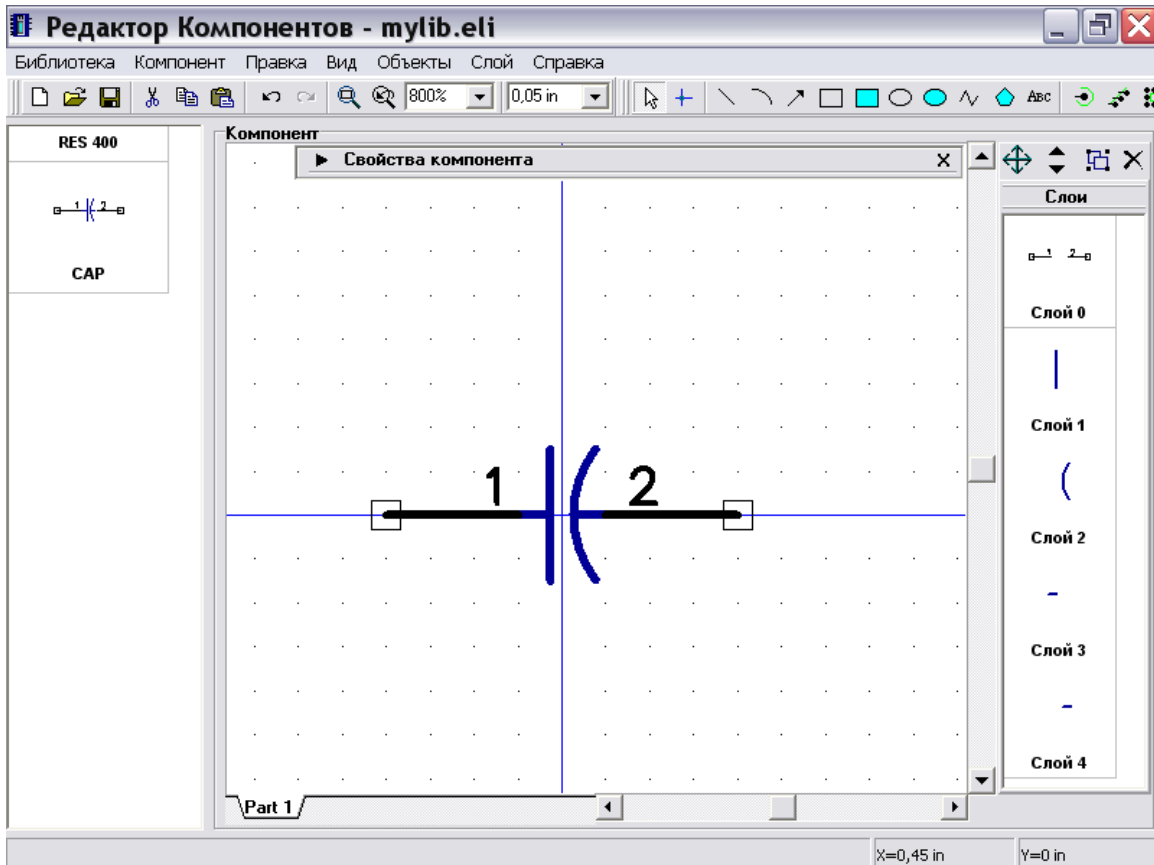 Редактор Компонентов - mylib.eli
Библиотека Компонент Правка Вид Объекты Слой Справка
800% 0,05 in ABC
RES 400
1 2
CAP
Компонент
Свойства компонента
1 2
Part 1
Слои
1 2
Слой 0
Слой 1
Слой 2
Слой 3
Слой 4
X=0,45 in Y=0 in